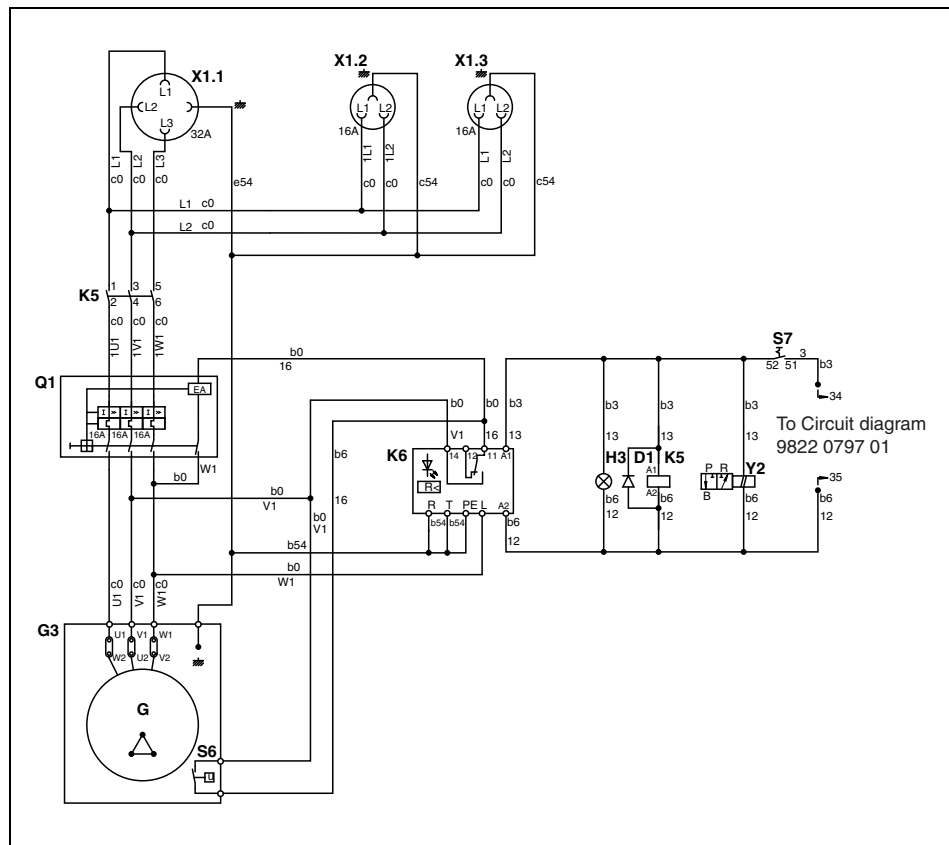 X1.1
X1.2
X1.3
L1
L2
L3
32A
L1 L2
16A
L1 L2
16A
L1
L2
L3
c0
c0
c0
e54
1L1
1L2
c0
c0
c54
L1
L2
c0
c0
c54
L1 c0
L2 c0
K5
1 3 5
2 4 6
c0
c0
c0
1U1
1V1
1W1
Q1
EA
I >> I >> I >>
16A 16A 16A
W1
b0
b0
16
b0
V1
b6
16
b0
V1
b0
b0
b3
V1
16
13
K6
14 12 11 A1
R<
R T PE L A2
b54 b54
b6
12
b54
b0
W1
S7
52 51
3
b3
34
To Circuit diagram
9822 0797 01
35
b6
12
b3
b3
b3
13
13
13
H3
D1
K5
A1
A2
P R
B
Y2
b6
12
b6
12
b6
12
c0
c0
c0
U1
V1
W1
G3
U1 V1 W1
W2 U2 V2
G
S6
U